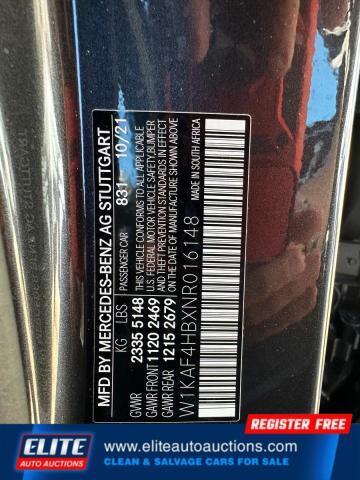 MFD BY MERCEDES-BENZ AG STUTTGART
PASSENGER CAR 831 10/21
KG LBS
GVWR 2335 5148
GAWR FRONT 1120 2469
GAWR REAR 1215 2679
THIS VEHICLE CONFORMS TO ALL APPLICABLE
U.S. FEDERAL MOTOR VEHICLE SAFETY, BUMPER
AND THEFT PREVENTION STANDARDS IN EFFECT
DATE OF MANUFACTURE SHOWN ABOVE
W1KAF4HBXNR016148
MADE IN SOUTH AFRICA
ELITE
AUTO AUCTIONS
REGISTER FREE
www.eliteautoauctions.com
CLEAN & SALVAGE CARS FOR SALE